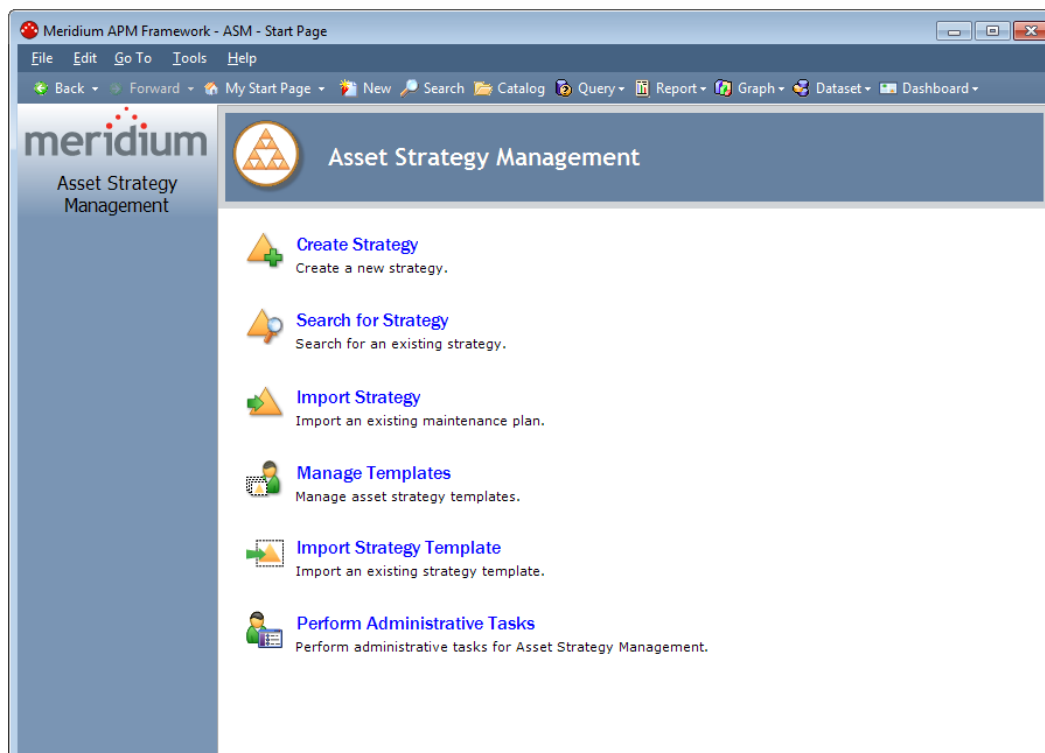 Meridium APM Framework - ASM - Start Page
File Edit Go To Tools Help
Back Forward My Start Page New Search Catalog Query Report Graph Dataset Dashboard
meridium
Asset Strategy
Management
Asset Strategy Management
Create Strategy
Create a new strategy.
Search for Strategy
Search for an existing strategy.
Import Strategy
Import an existing maintenance plan.
Manage Templates
Manage asset strategy templates.
Import Strategy Template
Import an existing strategy template.
Perform Administrative Tasks
Perform administrative tasks for Asset Strategy Management.